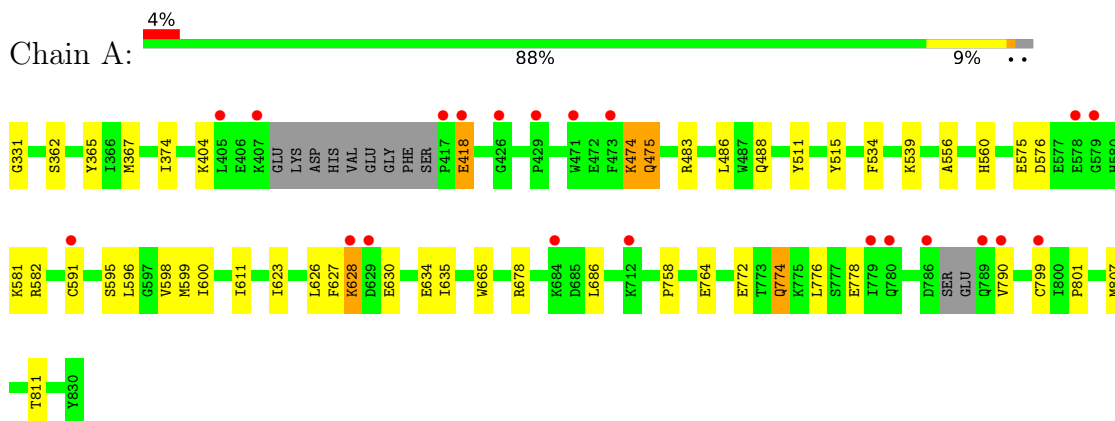 4%
Chain A:
88% 9% • •
G331 S362 Y365 I366 M367 I374 K404 L405 E406 K407 GLU LYS ASP HIS VAL GLU GLY PHE SER P417 E418 G426 P429 W471 E472 F473 K474 Q475 R483 L486 W487 Q488 Y511 Y515 F534 K539 A556 H560 E575 D576 E577 E578 G579 H580
K581 R582 C591 S595 L596 G597 V598 M599 I600 I611 I623 L626 F627 K628 D629 E630 E634 I635 W665 R678 K684 D685 L686 K712 P758 E764 E772 T773 Q774 K775 L776 S777 E778 I779 Q780 D786 SER GLU Q789 V790 C799 I800 P801 M807
T811 Y830